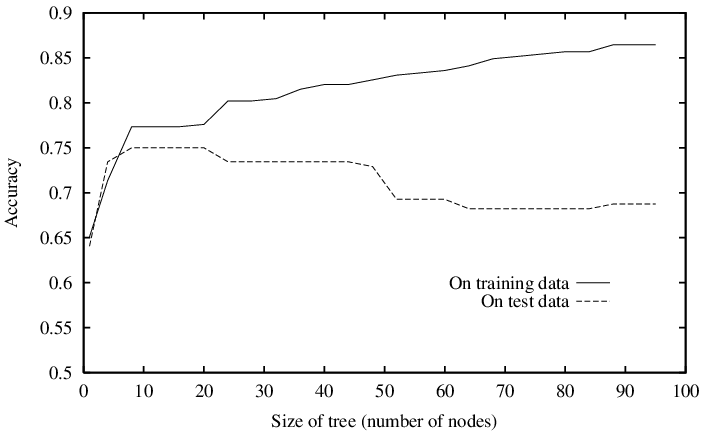 0.9
0.85
0.8
0.75
0.7
0.65
0.6
0.55
0.5
Accuracy
On training data
On test data
0 10 20 30 40 50 60 70 80 90 100
Size of tree (number of nodes)